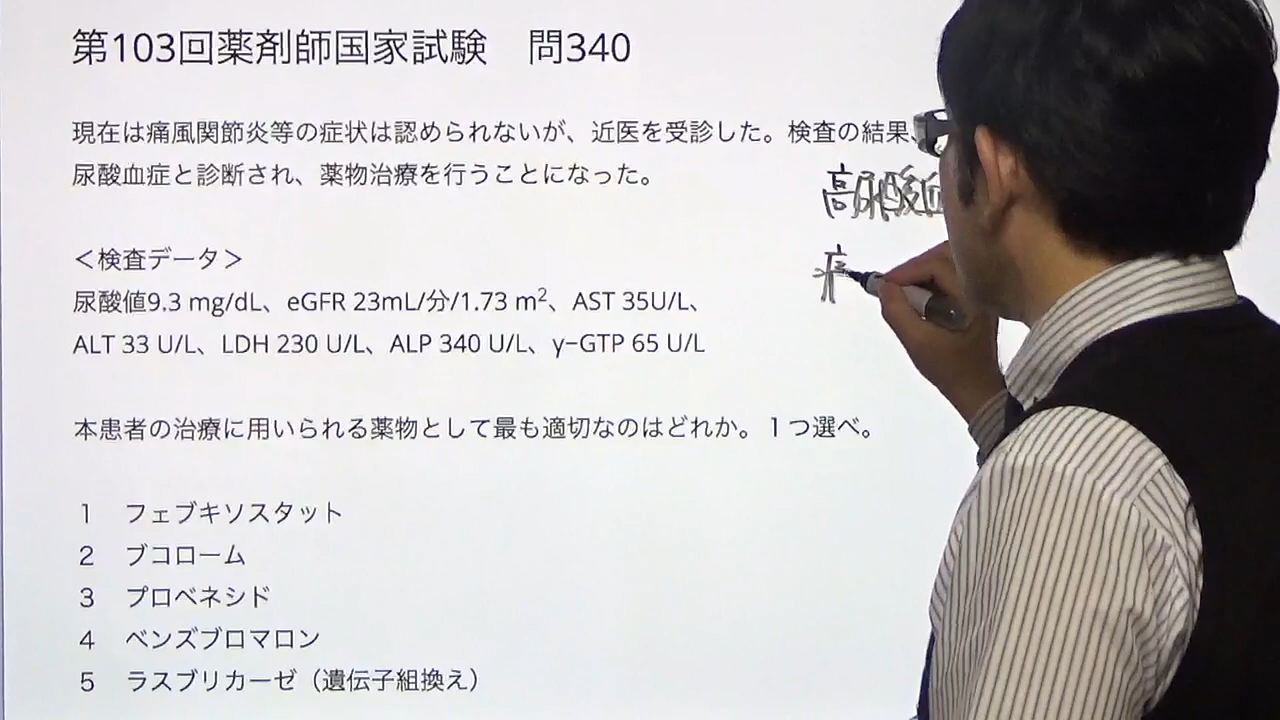 第103回薬剤師国家試験　問340
現在は痛風関節炎等の症状は認められないが、近医を受診した。検査の結果、
尿酸血症と診断され、薬物治療を行うことになった。
高尿酸血
＜検査データ＞
尿酸値9.3 mg/dL、eGFR 23mL/分/1.73 m²、AST 35U/L、
ALT 33 U/L、LDH 230 U/L、ALP 340 U/L、γ−GTP 65 U/L
本患者の治療に用いられる薬物として最も適切なのはどれか。１つ選べ。
1　フェブキソスタット
2　ブコローム
3　プロベネシド
4　ベンズブロマロン
5　ラスブリカーゼ（遺伝子組換え）